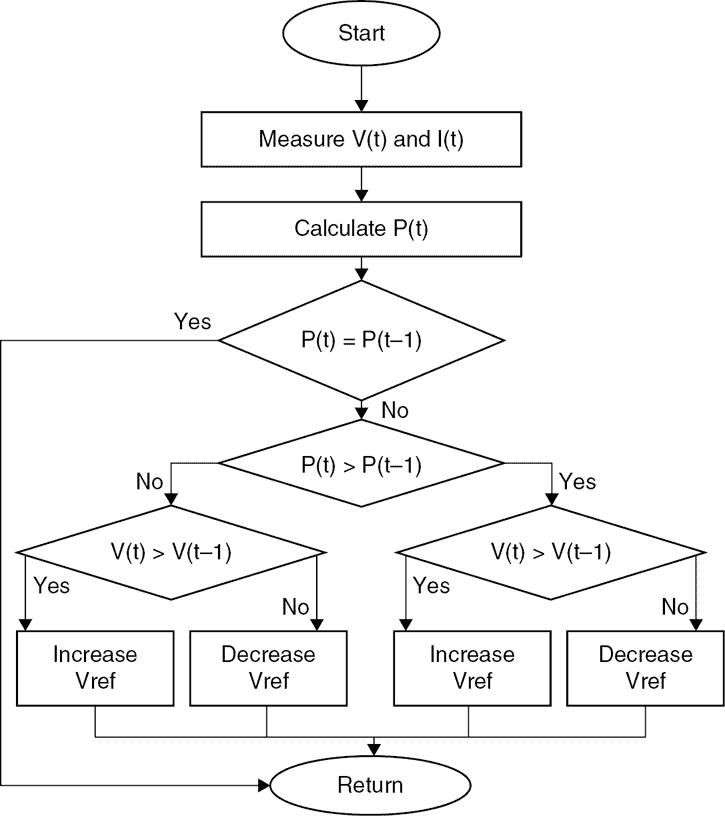 Start
Measure V(t) and I(t)
Calculate P(t)
Yes
P(t) = P(t–1)
No
P(t) > P(t–1)
No
Yes
V(t) > V(t–1)
V(t) > V(t–1)
Yes
No
Yes
No
Increase
Vref
Decrease
Vref
Increase
Vref
Decrease
Vref
Return